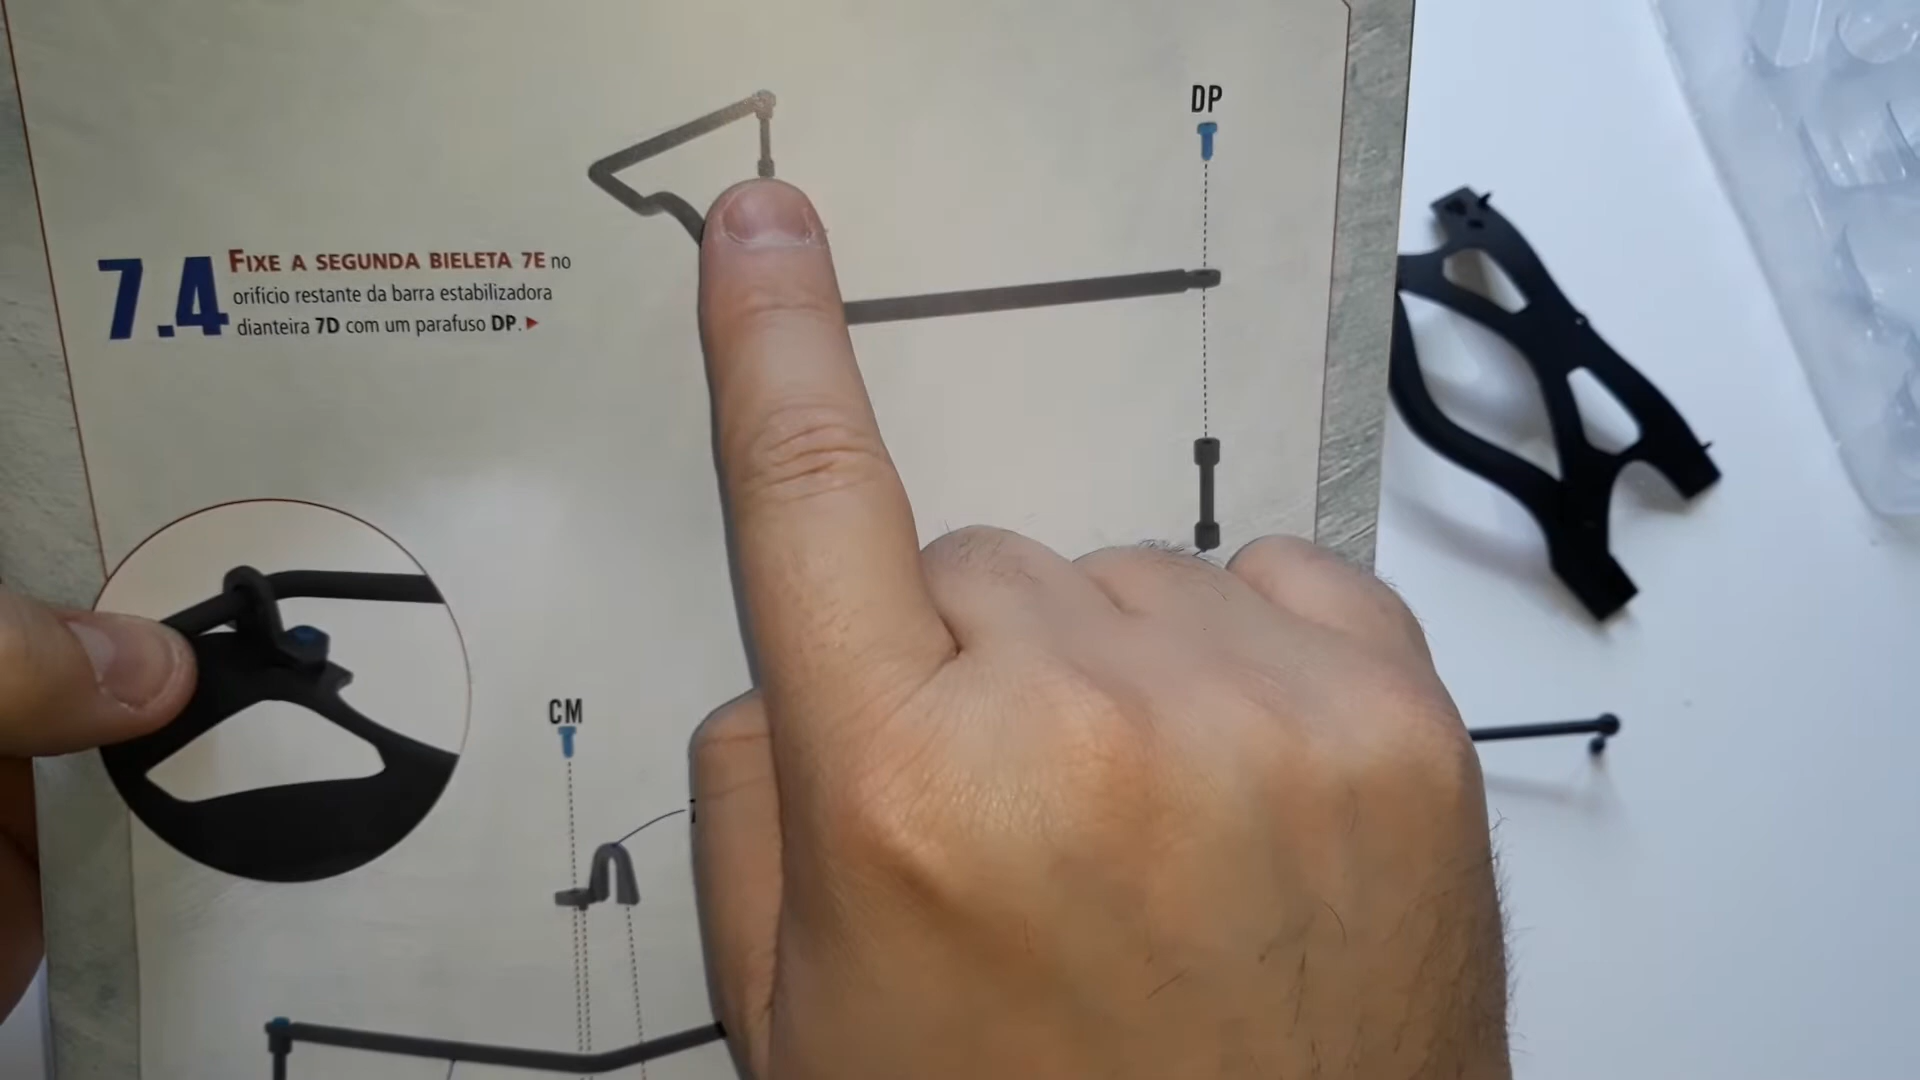 DP
7.4 FIXE A SEGUNDA BIELETA 7E no
orifício restante da barra estabilizadora
dianteira 7D com um parafuso DP.
CM